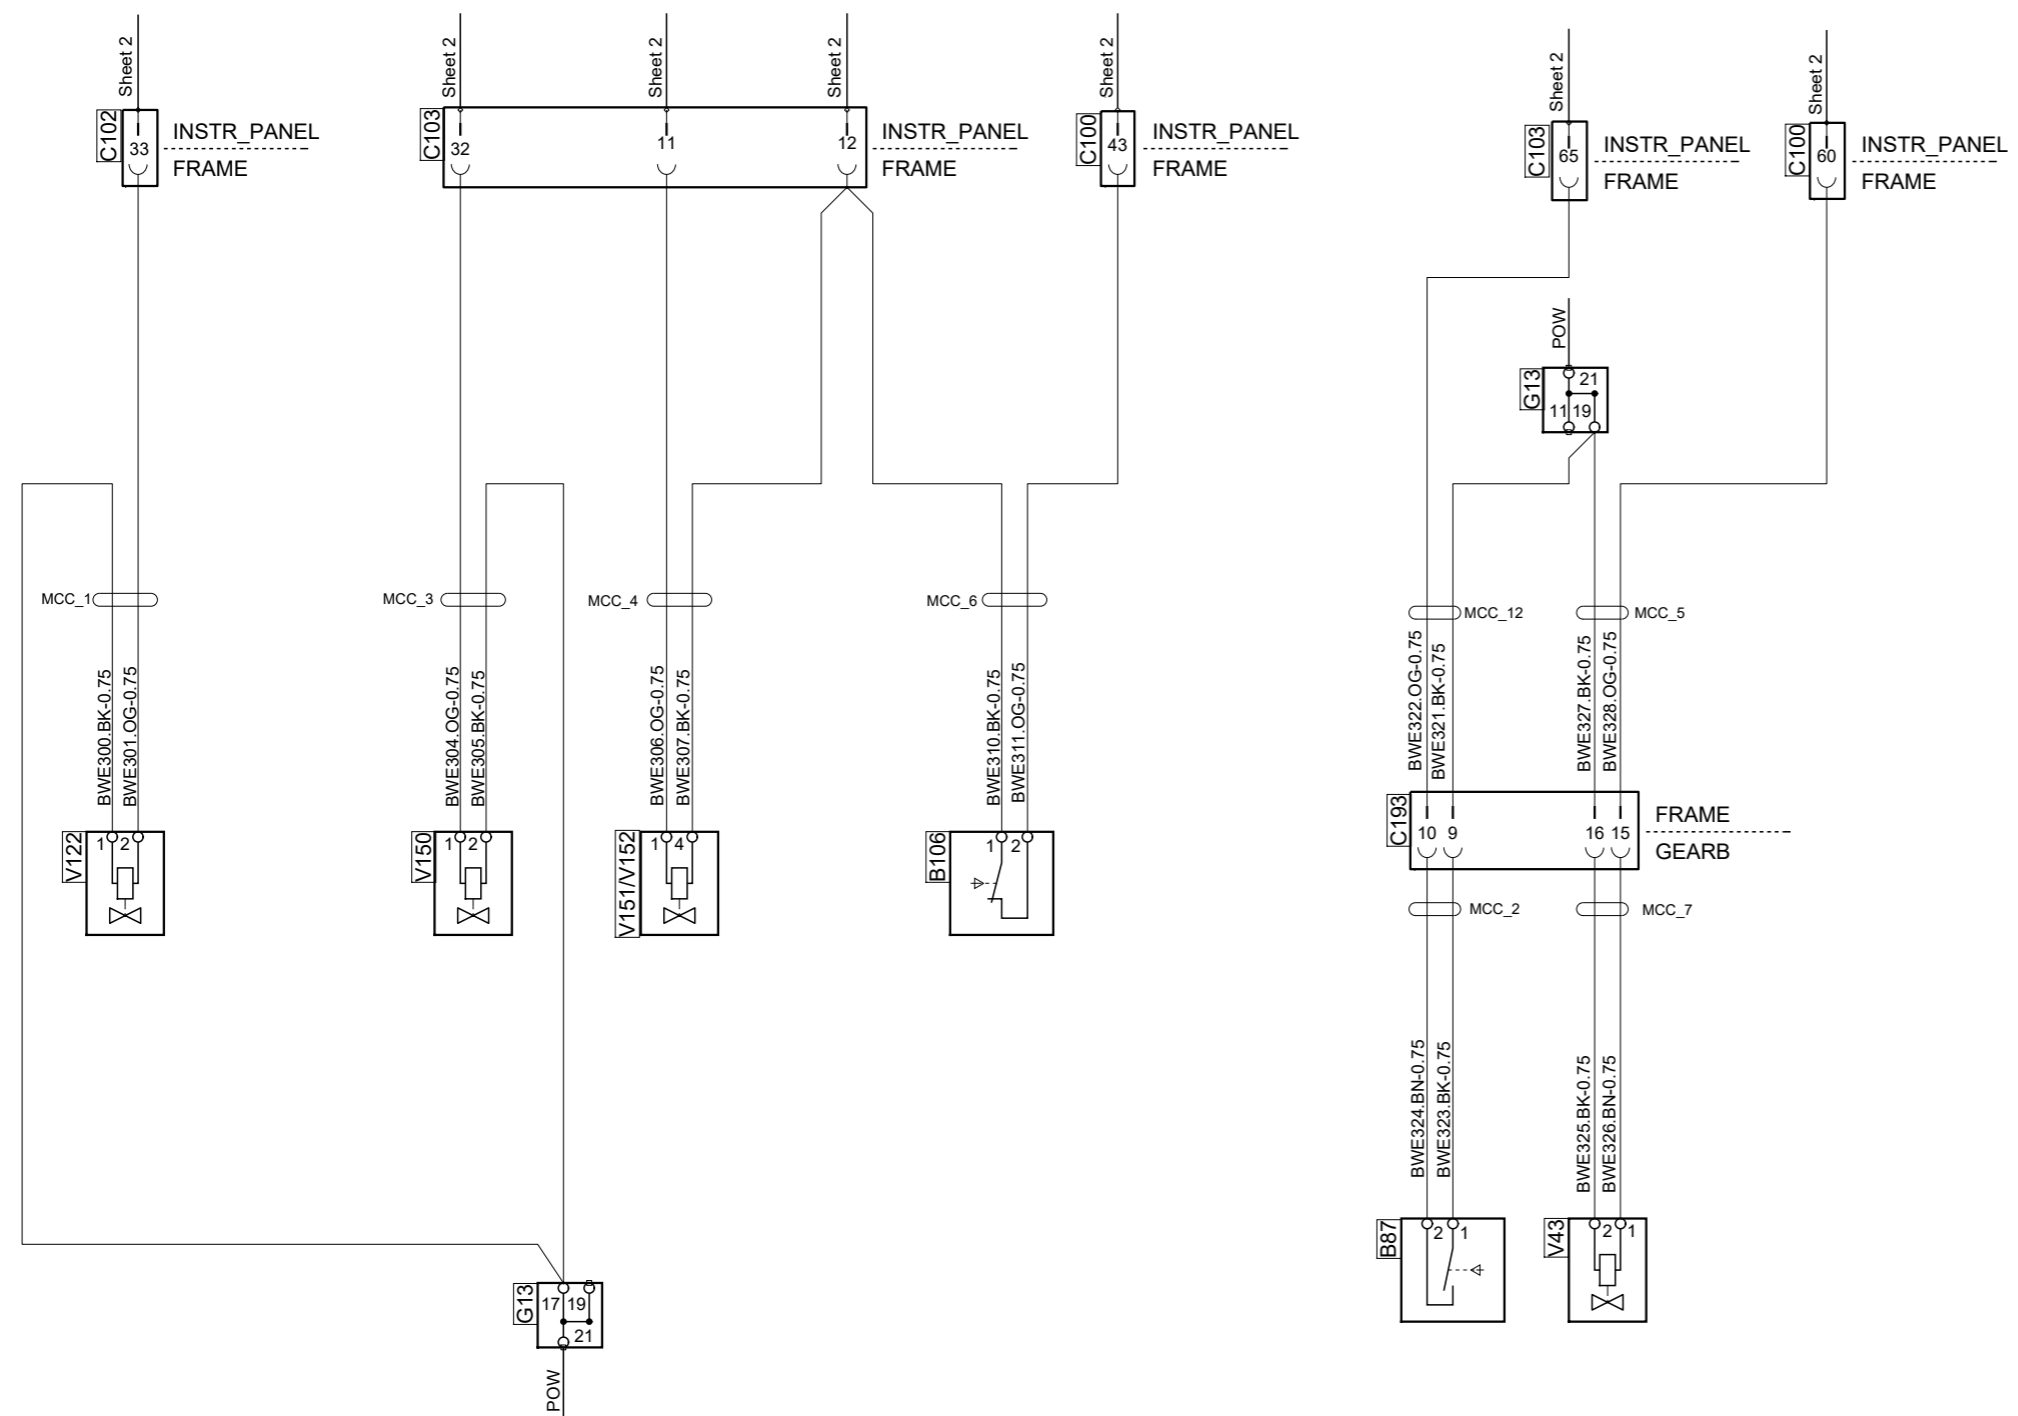 Sheet 2
Sheet 2
Sheet 2
Sheet 2
Sheet 2
Sheet 2
Sheet 2
C102
33
INSTR_PANEL
FRAME
C103
32
11
12
INSTR_PANEL
FRAME
C100
43
INSTR_PANEL
FRAME
C103
65
INSTR_PANEL
FRAME
C100
60
INSTR_PANEL
FRAME
POW
G13
21
11
19
MCC_1
MCC_3
MCC_4
MCC_6
MCC_12
MCC_5
BWE300.BK-0.75
BWE301.OG-0.75
BWE304.OG-0.75
BWE305.BK-0.75
BWE306.OG-0.75
BWE307.BK-0.75
BWE310.BK-0.75
BWE311.OG-0.75
BWE322.OG-0.75
BWE321.BK-0.75
BWE327.BK-0.75
BWE328.OG-0.75
V122
1
2
V150
1
2
V151/V152
1
4
B106
1
2
C193
10
9
16
15
FRAME
GEARB
MCC_2
MCC_7
BWE324.BN-0.75
BWE323.BK-0.75
BWE325.BK-0.75
BWE326.BN-0.75
B87
2
1
V43
2
1
G13
17
19
21
POW